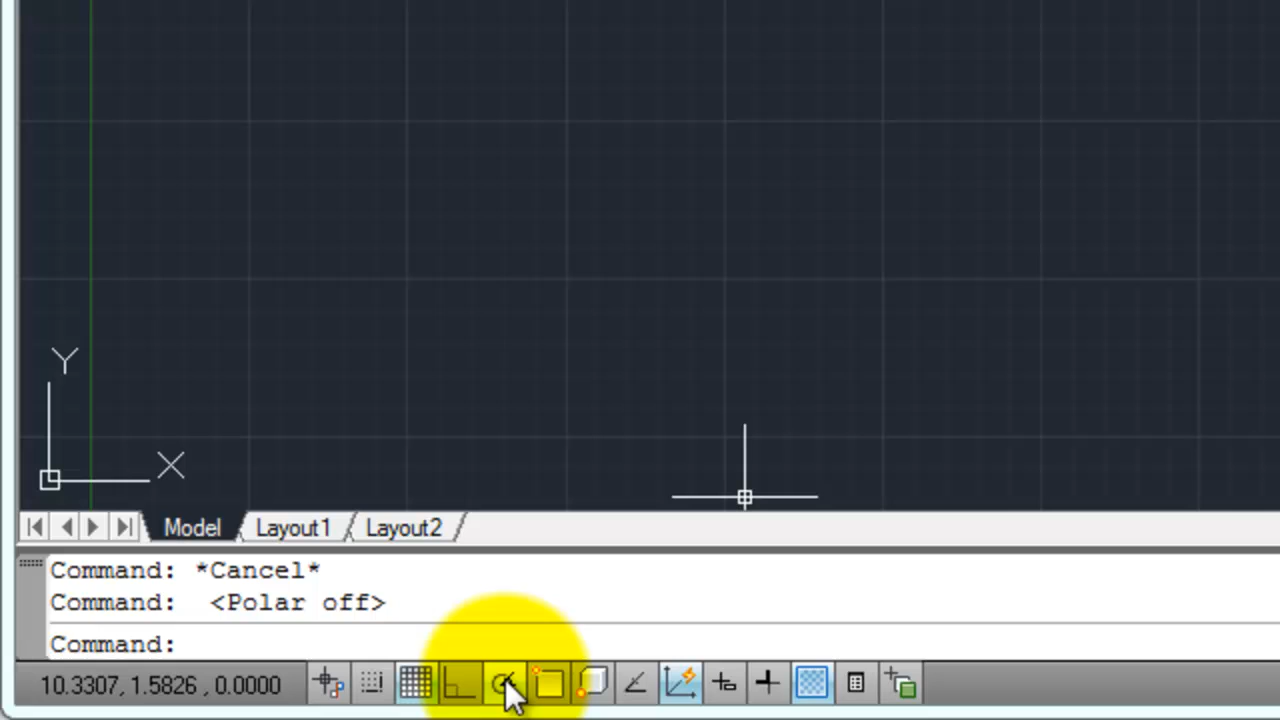 Y
X
Model Layout1 Layout2
Command: *Cancel*
Command:  <Polar off>
Command:
10.3307, 1.5826 , 0.0000